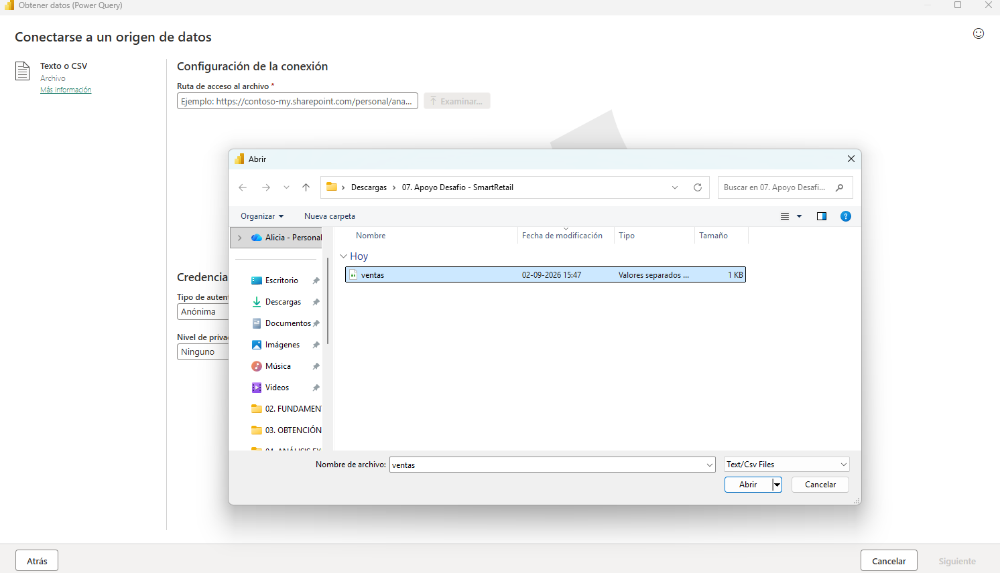 Obtener datos (Power Query)
Conectarse a un origen de datos
Texto o CSV
Archivo
Más información
Configuración de la conexión
Ruta de acceso al archivo *
Ejemplo: https://contoso-my.sharepoint.com/personal/ana...
Examinar...
Credencia
Tipo de auten
Anónima
Nivel de priva
Ninguno
Abrir
Descargas > 07. Apoyo Desafio - SmartRetail
Buscar en 07. Apoyo Desafi...
Organizar
Nueva carpeta
Alicia - Personal
Escritorio
Descargas
Documentos
Imágenes
Música
Videos
02. FUNDAMEN
03. OBTENCIÓN
04. ANÁLISIS EX
Nombre Fecha de modificación Tipo Tamaño
Hoy
ventas 02-09-2026 15:47 Valores separados ... 1 KB
Nombre de archivo: ventas
Text/Csv Files
Abrir
Cancelar
Atrás
Cancelar
Siguiente